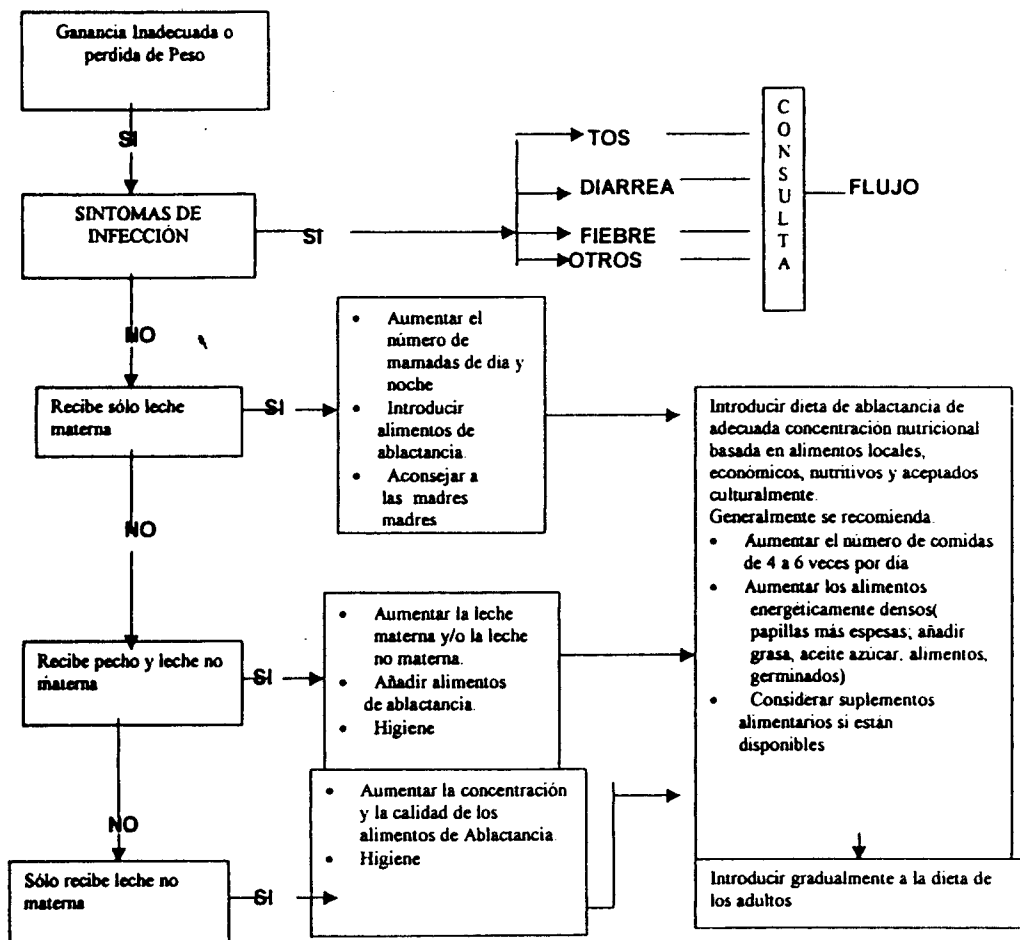 Ganancia Inadecuada o
perdida de Peso
SI
SINTOMAS DE
INFECCIÓN
SI
TOS
DIARREA
FIEBRE
OTROS
CONSULTA
FLUJO
NO
Recibe sólo leche
materna
SI
• Aumentar el
número de
mamadas de dia y
noche
• Introducir
alimentos de
ablactancia.
• Aconsejar a
las madres
madres
NO
Recibe pecho y leche no
materna
SI
• Aumentar la leche
materna y/o la leche
no materna.
• Añadir alimentos
de ablactancia.
• Higiene
NO
Sólo recibe leche no
materna
SI
• Aumentar la concentración
y la calidad de los
alimentos de Ablactancia.
• Higiene
Introducir dieta de ablactancia de
adecuada concentración nutricional
basada en alimentos locales,
económicos, nutritivos y aceptados
culturalmente.
Generalmente se recomienda.
• Aumentar el número de comidas
de 4 a 6 veces por día
• Aumentar los alimentos
energéticamente densos(
papillas más espesas; añadir
grasa, aceite azúcar, alimentos,
germinados)
• Considerar suplementos
alimentarios si están
disponibles
Introducir gradualmente a la dieta de
los adultos